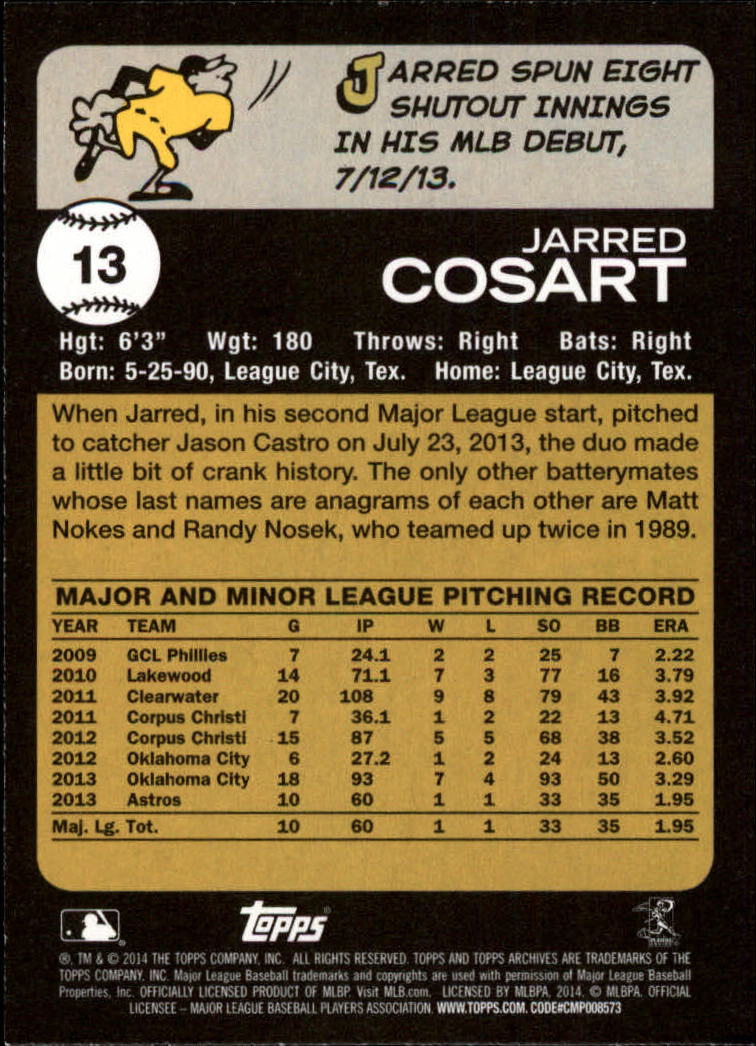 JARRED SPUN EIGHT
SHUTOUT INNINGS
IN HIS MLB DEBUT,
7/12/13.
13
JARRED
COSART
Hgt: 6'3" Wgt: 180 Throws: Right Bats: Right
Born: 5-25-90, League City, Tex. Home: League City, Tex.
When Jarred, in his second Major League start, pitched
to catcher Jason Castro on July 23, 2013, the duo made
a little bit of crank history. The only other batterymates
whose last names are anagrams of each other are Matt
Nokes and Randy Nosek, who teamed up twice in 1989.
MAJOR AND MINOR LEAGUE PITCHING RECORD
YEAR TEAM G IP W L SO BB ERA
2009 GCL Phillies 7 24.1 2 2 25 7 2.22
2010 Lakewood 14 71.1 7 3 77 16 3.79
2011 Clearwater 20 108 9 8 79 43 3.92
2011 Corpus Christi 7 36.1 1 2 22 13 4.71
2012 Corpus Christi 15 87 5 5 68 38 3.52
2012 Oklahoma City 6 27.2 1 2 24 13 2.60
2013 Oklahoma City 18 93 7 4 93 50 3.29
2013 Astros 10 60 1 1 33 35 1.95
Maj. Lg. Tot. 10 60 1 1 33 35 1.95
topps
®, TM & © 2014 THE TOPPS COMPANY, INC. ALL RIGHTS RESERVED. TOPPS AND TOPPS ARCHIVES ARE TRADEMARKS OF THE
TOPPS COMPANY, INC. Major League Baseball trademarks and copyrights are used with permission of Major League Baseball
Properties, Inc. OFFICIALLY LICENSED PRODUCT OF MLBP. Visit MLB.com. LICENSED BY MLBPA, 2014. © MLBPA. OFFICIAL
LICENSEE – MAJOR LEAGUE BASEBALL PLAYERS ASSOCIATION. WWW.TOPPS.COM. CODE#CMP008573